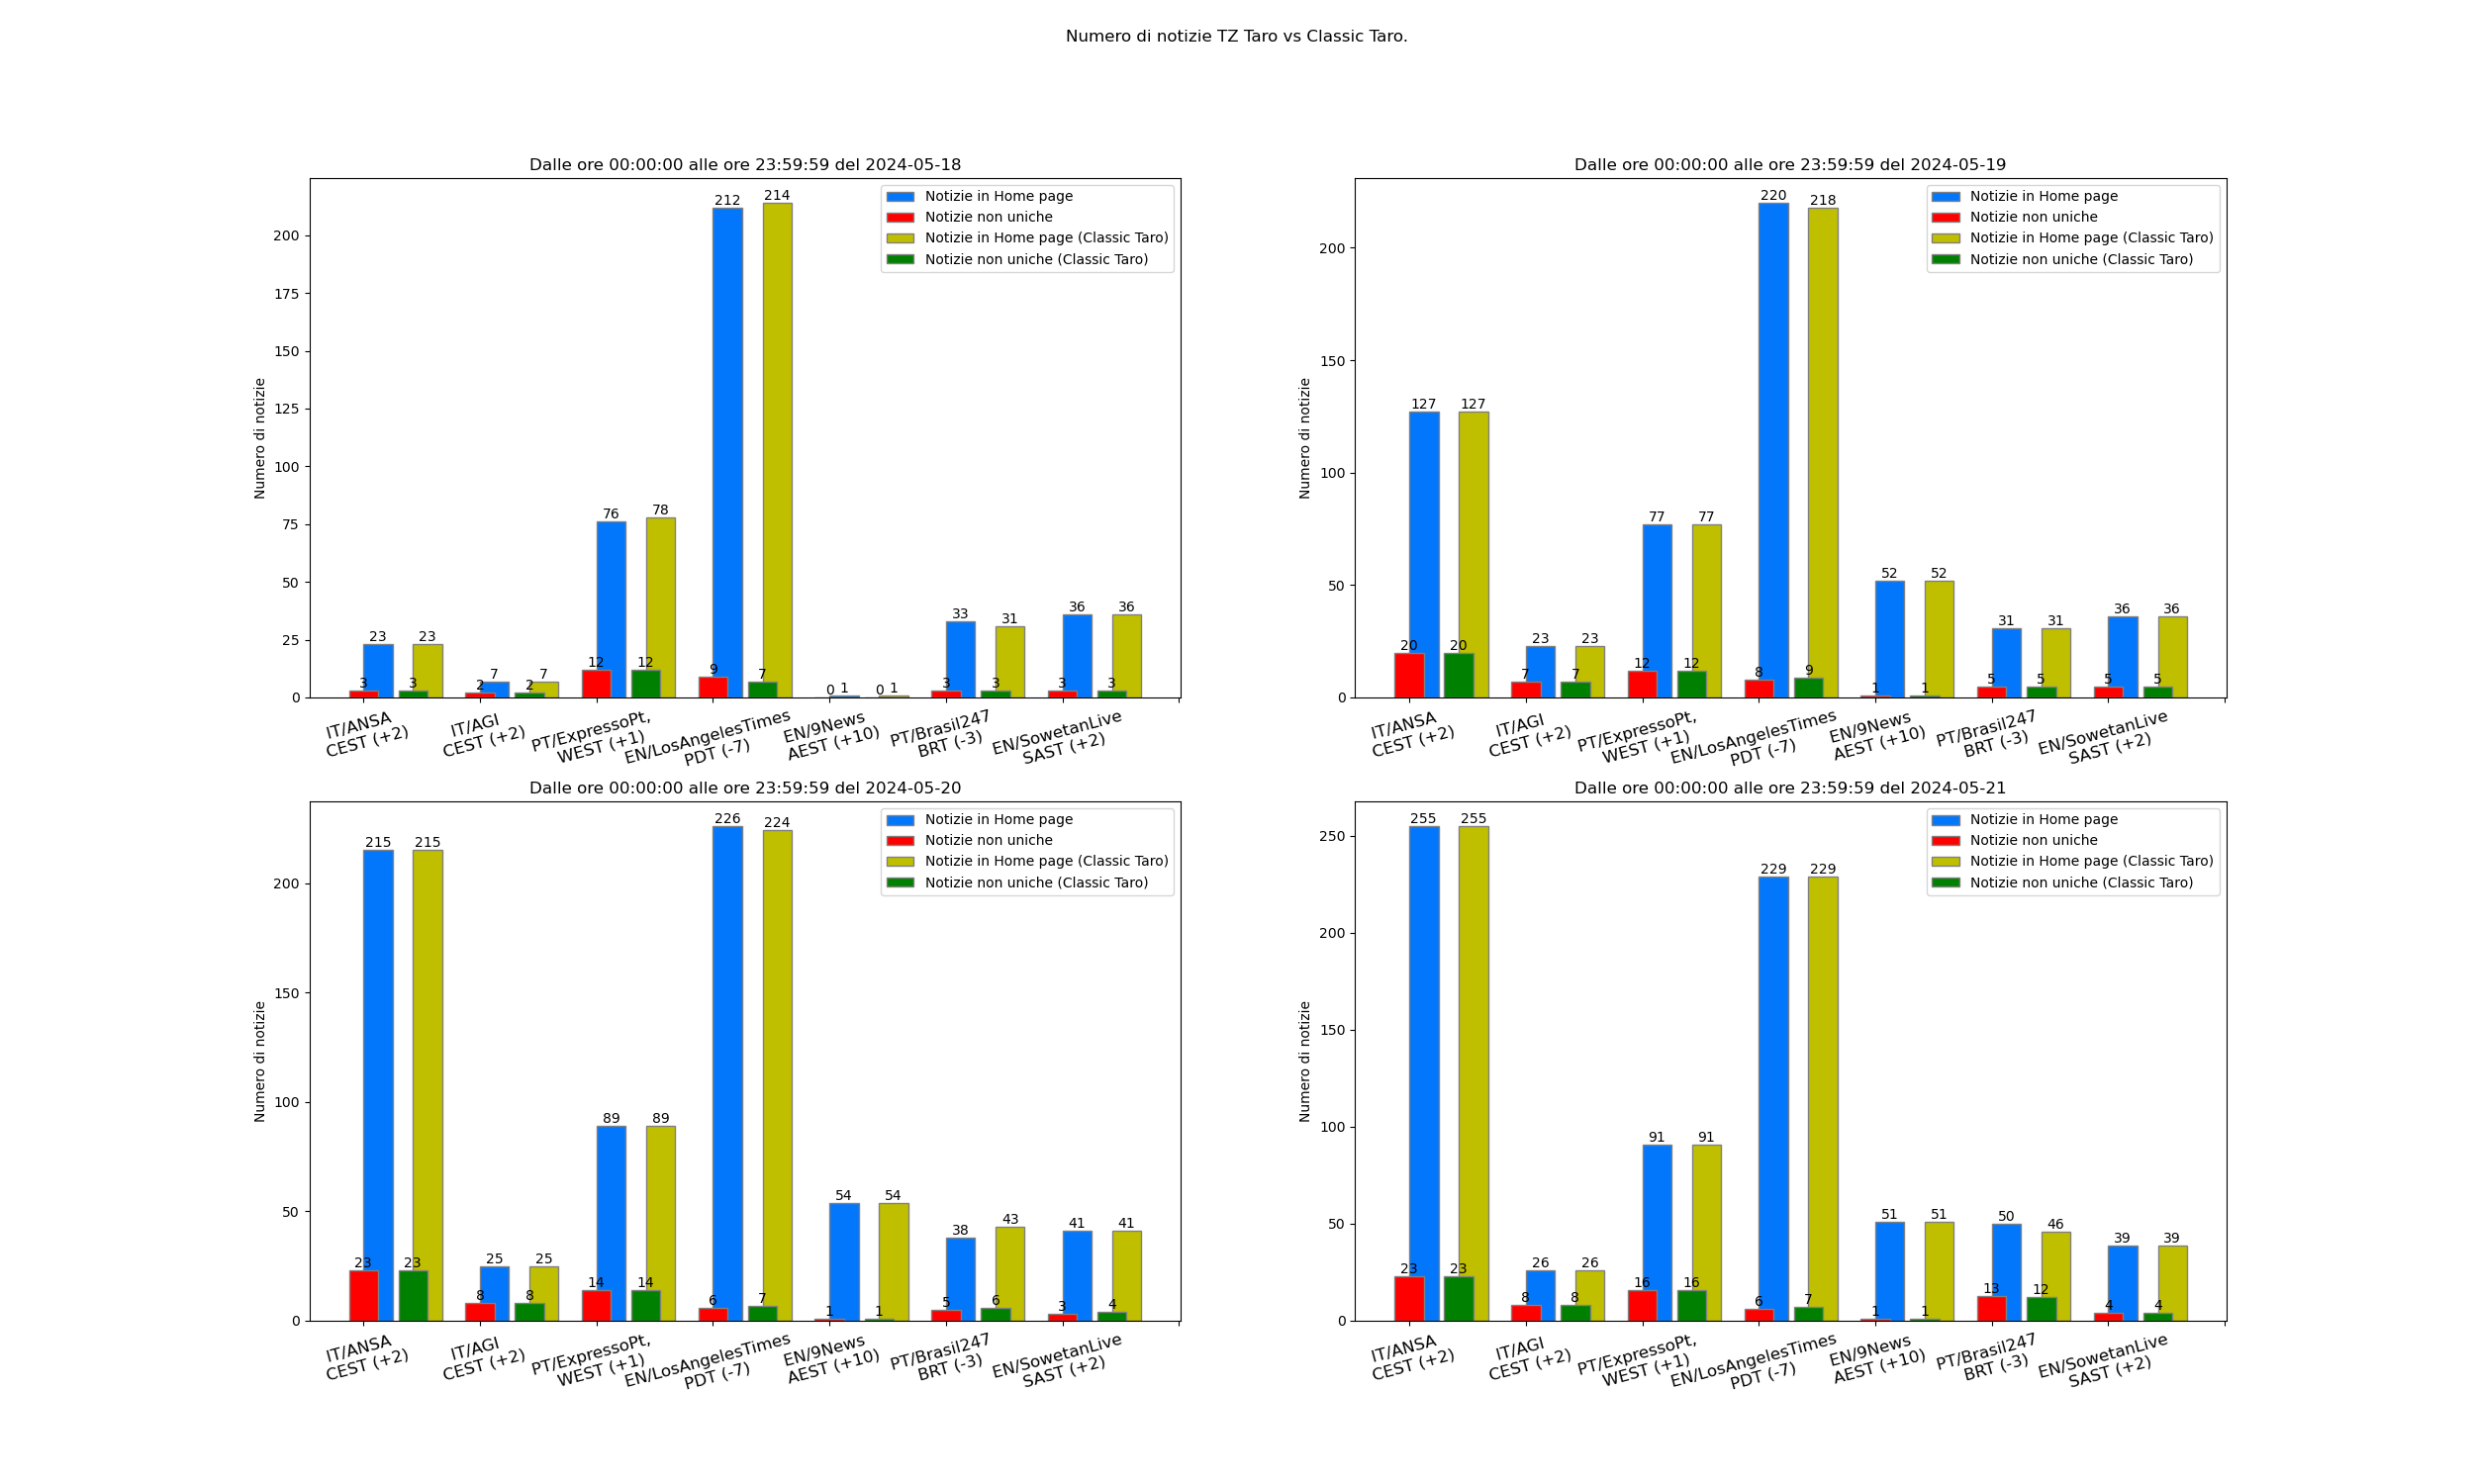 Numero di notizie TZ Taro vs Classic Taro.
Dalle ore 00:00:00 alle ore 23:59:59 del 2024-05-18
Numero di notizie
200
175
150
125
100
75
50
25
0
Notizie in Home page
Notizie non uniche
Notizie in Home page (Classic Taro)
Notizie non uniche (Classic Taro)
3 23 3 23
2 7 2 7
12 76 12 78
9 212 7 214
0 1 0 1
3 33 3 31
3 36 3 36
IT/ANSA
CEST (+2)
IT/AGI
CEST (+2)
PT/ExpressoPt,
WEST (+1)
EN/LosAngelesTimes
PDT (-7)
EN/9News
AEST (+10)
PT/Brasil247
BRT (-3)
EN/SowetanLive
SAST (+2)
Dalle ore 00:00:00 alle ore 23:59:59 del 2024-05-19
Numero di notizie
200
150
100
50
0
Notizie in Home page
Notizie non uniche
Notizie in Home page (Classic Taro)
Notizie non uniche (Classic Taro)
20 127 20 127
7 23 7 23
12 77 12 77
8 220 9 218
1 52 1 52
5 31 5 31
5 36 5 36
IT/ANSA
CEST (+2)
IT/AGI
CEST (+2)
PT/ExpressoPt,
WEST (+1)
EN/LosAngelesTimes
PDT (-7)
EN/9News
AEST (+10)
PT/Brasil247
BRT (-3)
EN/SowetanLive
SAST (+2)
Dalle ore 00:00:00 alle ore 23:59:59 del 2024-05-20
Numero di notizie
200
150
100
50
0
Notizie in Home page
Notizie non uniche
Notizie in Home page (Classic Taro)
Notizie non uniche (Classic Taro)
23 215 23 215
8 25 8 25
14 89 14 89
6 226 7 224
1 54 1 54
5 38 6 43
3 41 4 41
IT/ANSA
CEST (+2)
IT/AGI
CEST (+2)
PT/ExpressoPt,
WEST (+1)
EN/LosAngelesTimes
PDT (-7)
EN/9News
AEST (+10)
PT/Brasil247
BRT (-3)
EN/SowetanLive
SAST (+2)
Dalle ore 00:00:00 alle ore 23:59:59 del 2024-05-21
Numero di notizie
250
200
150
100
50
0
Notizie in Home page
Notizie non uniche
Notizie in Home page (Classic Taro)
Notizie non uniche (Classic Taro)
23 255 23 255
8 26 8 26
16 91 16 91
6 229 7 229
1 51 1 51
13 50 12 46
4 39 4 39
IT/ANSA
CEST (+2)
IT/AGI
CEST (+2)
PT/ExpressoPt,
WEST (+1)
EN/LosAngelesTimes
PDT (-7)
EN/9News
AEST (+10)
PT/Brasil247
BRT (-3)
EN/SowetanLive
SAST (+2)